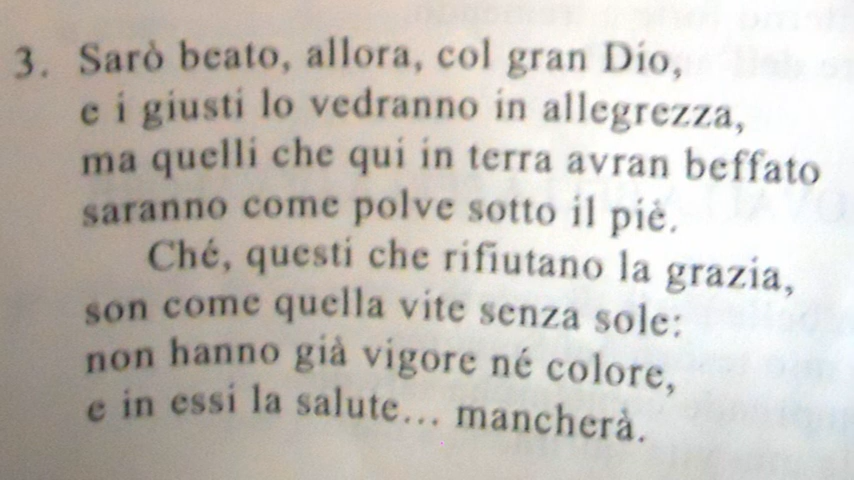 3. Sarò beato, allora, col gran Dio,
e i giusti lo vedranno in allegrezza,
ma quelli che qui in terra avran beffato
saranno come polve sotto il piè.
Ché, questi che rifiutano la grazia,
son come quella vite senza sole:
non hanno già vigore né colore,
e in essi la salute... mancherà.